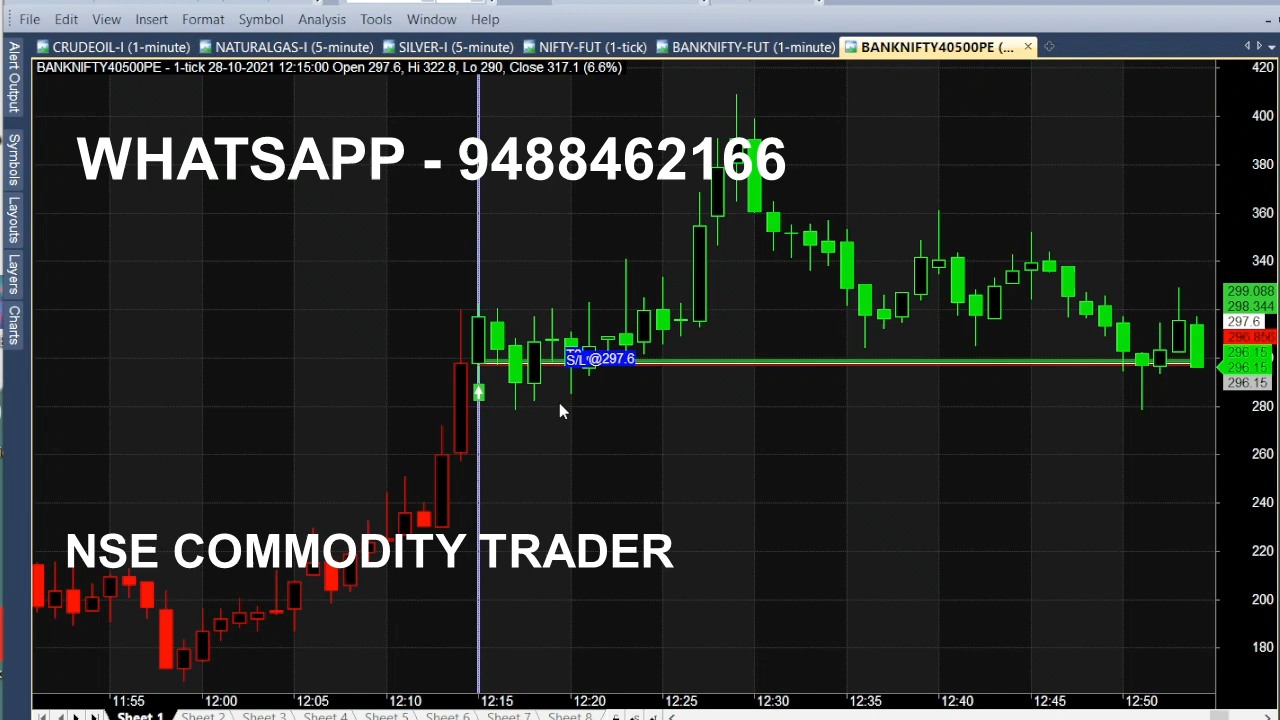 File Edit View Insert Format Symbol Analysis Tools Window Help
CRUDEOIL-I (1-minute) NATURALGAS-I (5-minute) SILVER-I (5-minute) NIFTY-FUT (1-tick) BANKNIFTY-FUT (1-minute) BANKNIFTY40500PE (...
BANKNIFTY40500PE - 1-tick 28-10-2021 12:15:00 Open 297.6, Hi 322.8, Lo 290, Close 317.1 (6.6%)
Alert Output
Symbols
Layouts
Layers
Charts
WHATSAPP - 9488462166
S/L @297.6
NSE COMMODITY TRADER
420
400
380
360
340
299.088
298.344
297.6
296.856
296.15
296.15
296.15
280
260
240
220
200
180
11:55 12:00 12:05 12:10 12:15 12:20 12:25 12:30 12:35 12:40 12:45 12:50
Sheet 1 Sheet 2 Sheet 3 Sheet 4 Sheet 5 Sheet 6 Sheet 7 Sheet 8